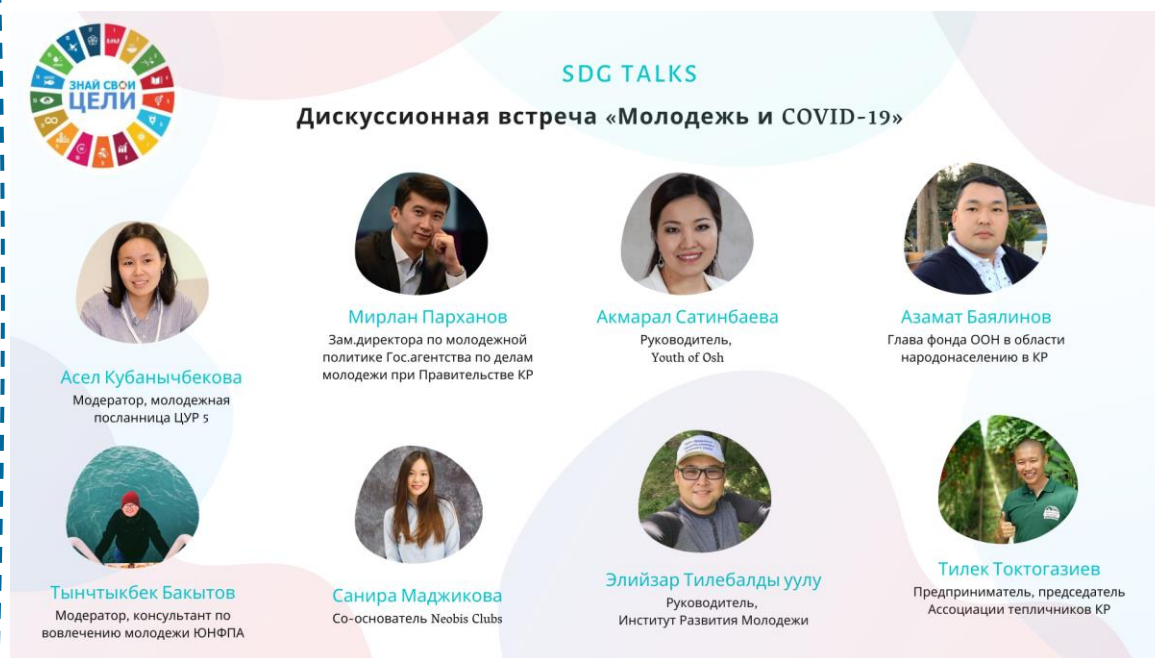 ЗНАЙ СВОИ
ЦЕЛИ
SDG TALKS
Дискуссионная встреча «Молодежь и COVID-19»
Асел Кубанычбекова
Модератор, молодежная
посланница ЦУР 5
Мирлан Парханов
Зам.директора по молодежной
политике Гос.агентства по делам
молодежи при Правительстве КР
Акмарал Сатинбаева
Руководитель,
Youth of Osh
Азамат Баялинов
Глава фонда ООН в области
народонаселению в КР
Тынчтыкбек Бакытов
Модератор, консультант по
вовлечению молодежи ЮНФПА
Санира Маджикова
Со-основатель Neobis Clubs
Элийзар Тилебалды уулу
Руководитель,
Институт Развития Молодежи
Тилек Токтогазиев
Предприниматель, председатель
Ассоциации тепличников КР